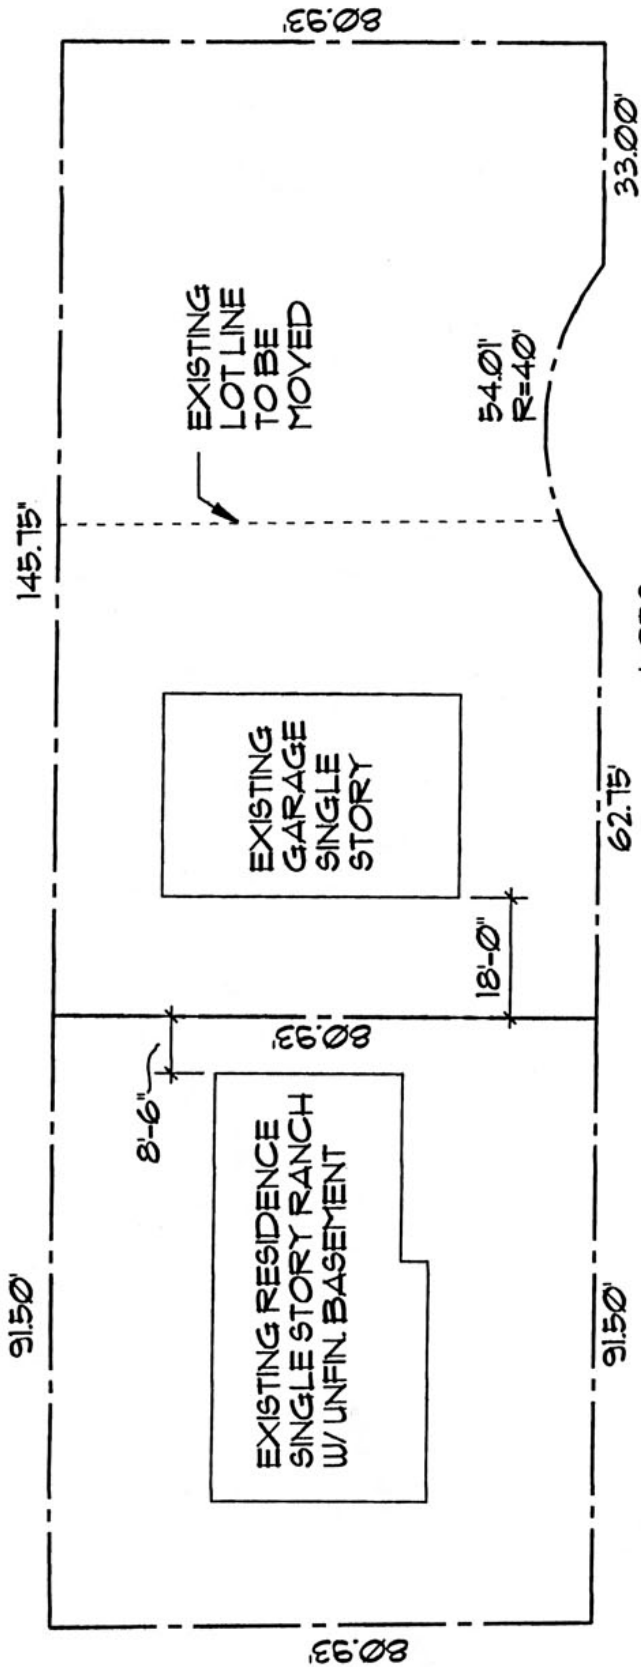 91.50'
145.75"
8'-6"
EXISTING
LOT LINE
TO BE
MOVED
EXISTING RESIDENCE
SINGLE STORY RANCH
W/ UNFIN. BASEMENT
EXISTING
GARAGE
SINGLE
STORY
80.93'
80.93'
80.93'
18'-0"
54.01'
R=40'
91.50'
62.75'
33.00'